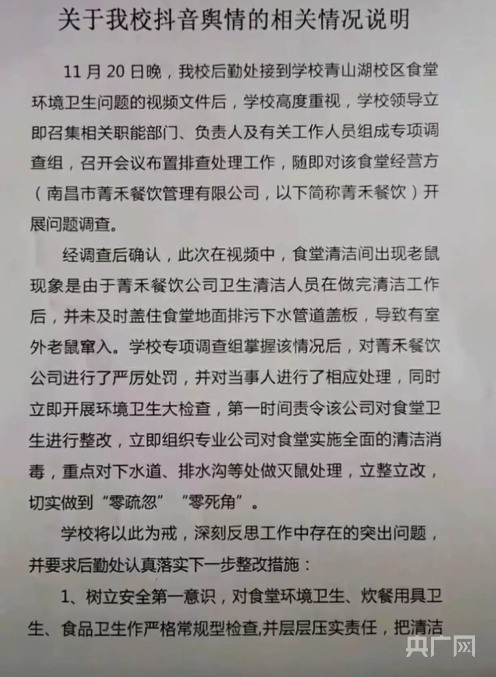 关于我校抖音舆情的相关情况说明
11月20日晚，我校后勤处接到学校青山湖校区食堂
环境卫生问题的视频文件后，学校高度重视，学校领导立
即召集相关职能部门、负责人及有关工作人员组成专项调
查组，召开会议布置排查处理工作，随即对该食堂经营方
（南昌市菁禾餐饮管理有限公司，以下简称菁禾餐饮）开
展问题调查。
经调查后确认，此次在视频中，食堂清洁间出现老鼠
现象是由于菁禾餐饮公司卫生清洁人员在做完清洁工作
后，并未及时盖住食堂地面排污下水管道盖板，导致有室
外老鼠窜入。学校专项调查组掌握该情况后，对菁禾餐饮
公司进行了严厉处罚，并对当事人进行了相应处理，同时
立即开展环境卫生大检查，第一时间责令该公司对食堂卫
生进行整改，立即组织专业公司对食堂实施全面的清洁消
毒，重点对下水道、排水沟等处做灭鼠处理，立整立改，
切实做到“零疏忽”“零死角”。
学校将以此为戒，深刻反思工作中存在的突出问题，
并要求后勤处认真落实下一步整改措施：
1、树立安全第一意识，对食堂环境卫生、炊餐用具卫
生、食品卫生作严格常规型检查,并层层压实责任，把清洁
央广网